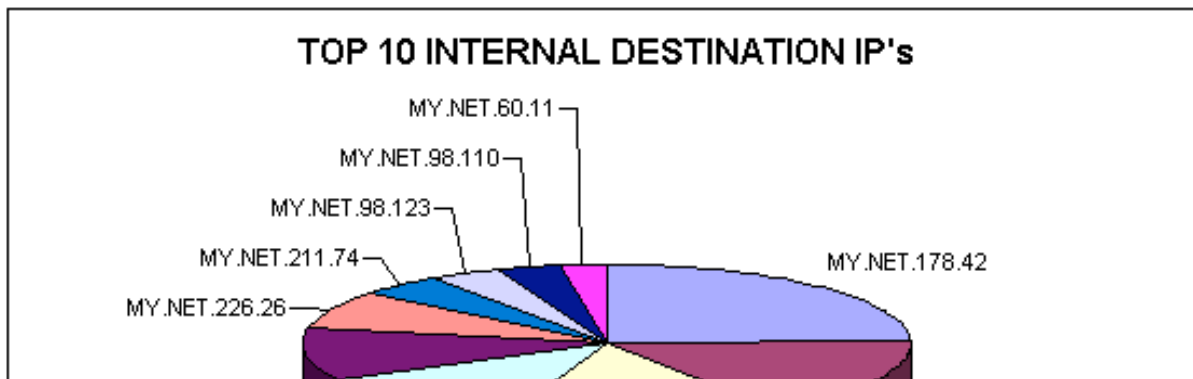 TOP 10 INTERNAL DESTINATION IP's
MY.NET.60.11
MY.NET.98.110
MY.NET.98.123
MY.NET.211.74
MY.NET.178.42
MY.NET.226.26